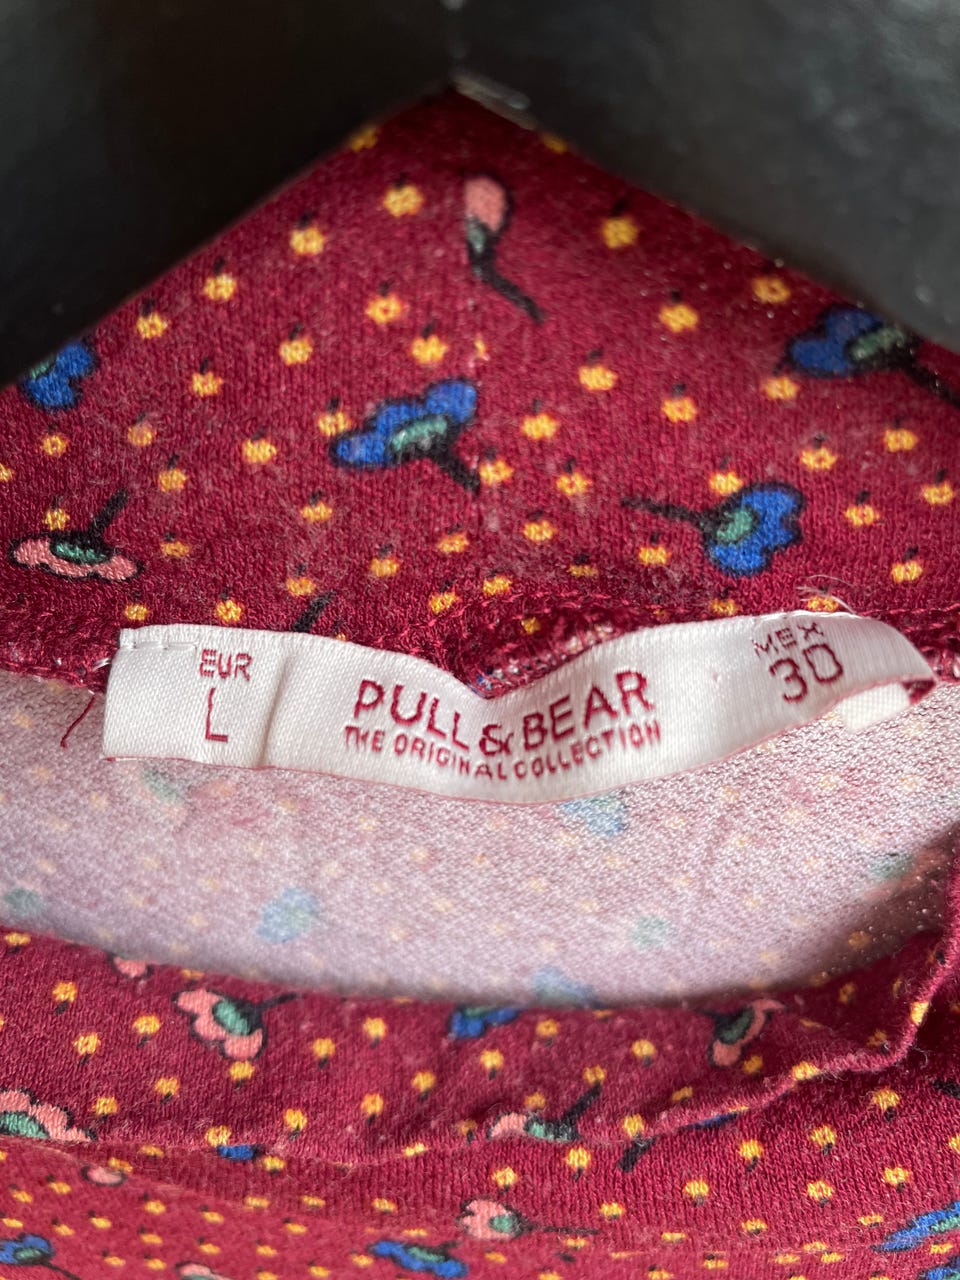 EUR
L
PULL & BEAR
THE ORIGINAL COLLECTION
MEX
30